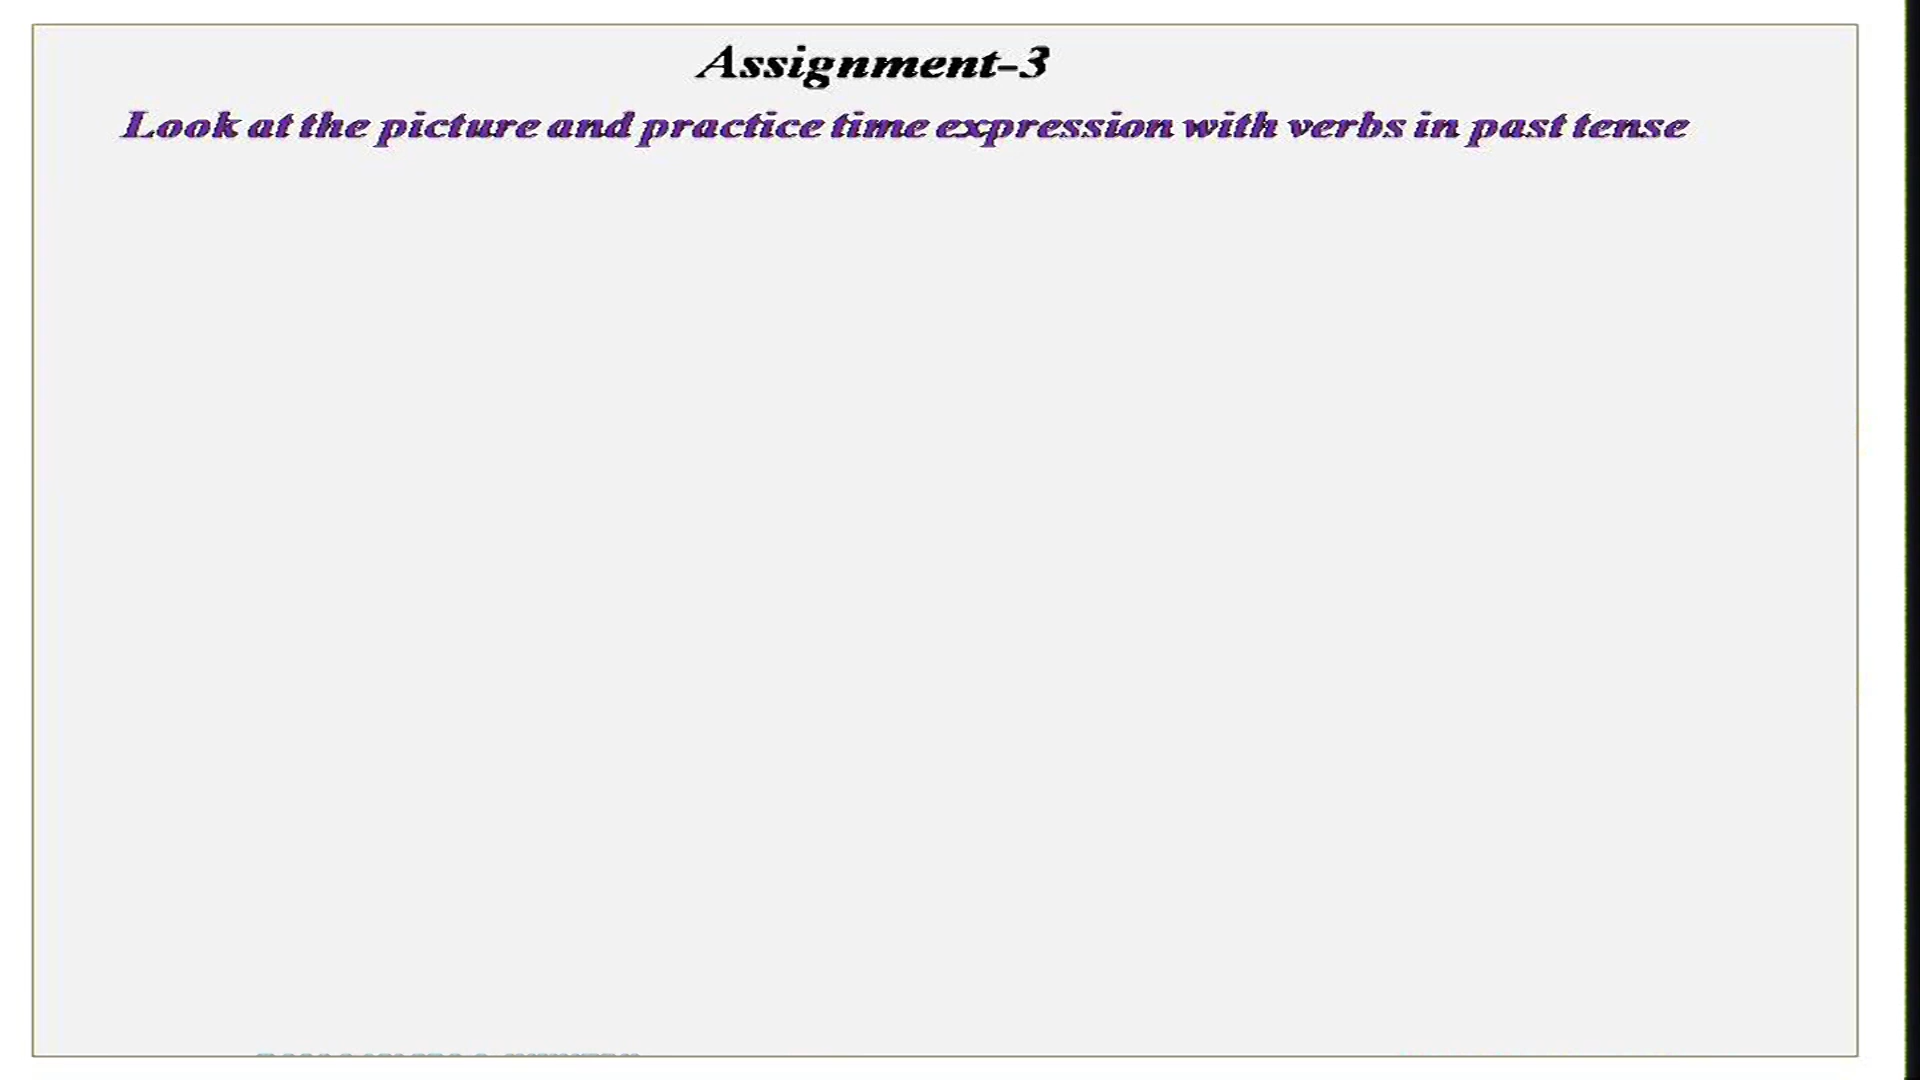 Assignment-3
Look at the picture and practice time expression with verbs in past tense